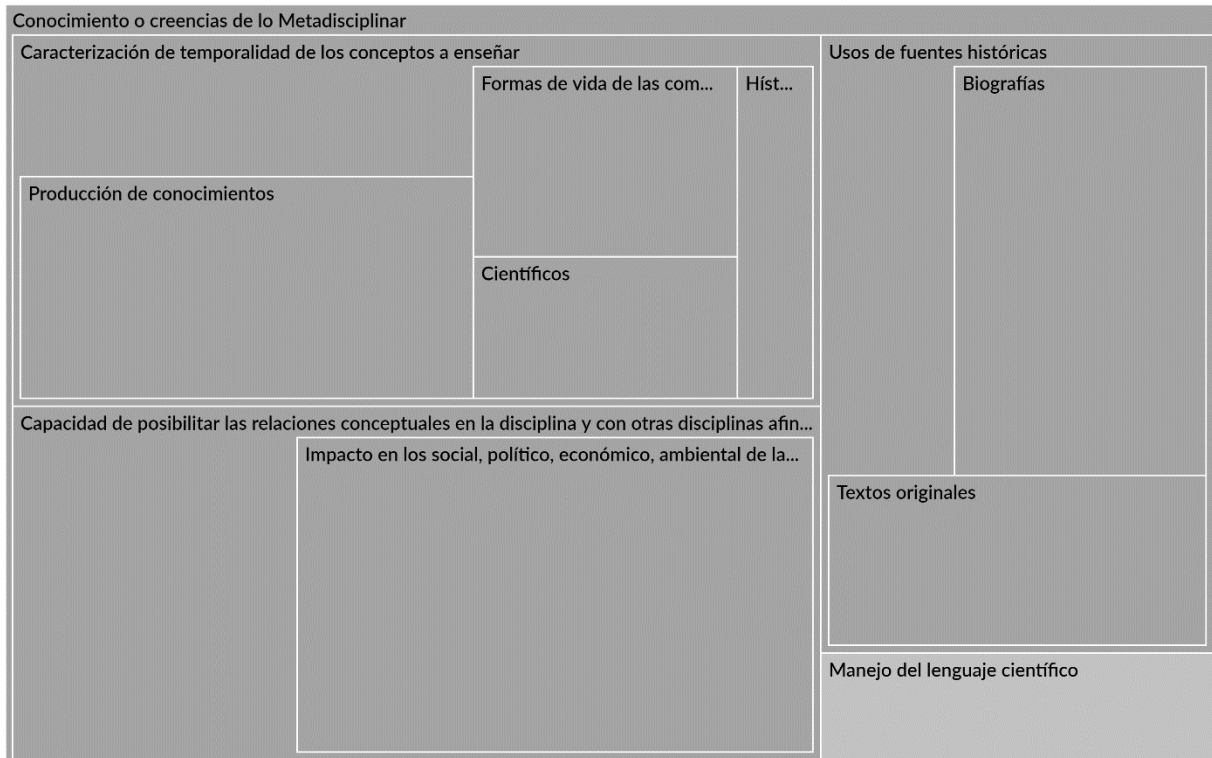 Conocimiento o creencias de lo Metadisciplinar
Caracterización de temporalidad de los conceptos a enseñar
Usos de fuentes históricas
Formas de vida de las com...
Híst...
Biografías
Producción de conocimientos
Científicos
Capacidad de posibilitar las relaciones conceptuales en la disciplina y con otras disciplinas afin...
Impacto en los social, político, económico, ambiental de la...
Textos originales
Manejo del lenguaje científico